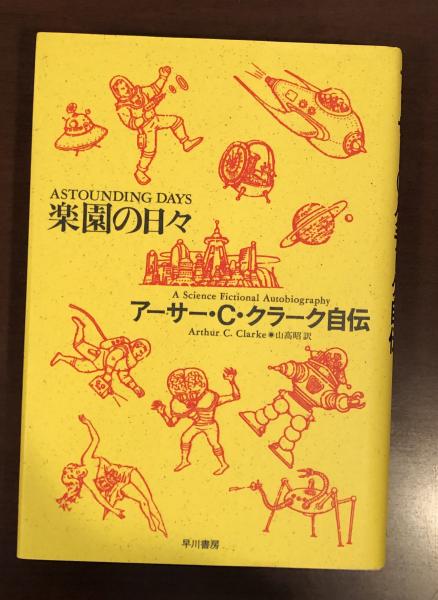 ASTOUNDING DAYS
楽園の日々
A Science Fictional Autobiography
アーサー・C・クラーク自伝
Arthur C. Clarke✹山高昭 訳
早川書房